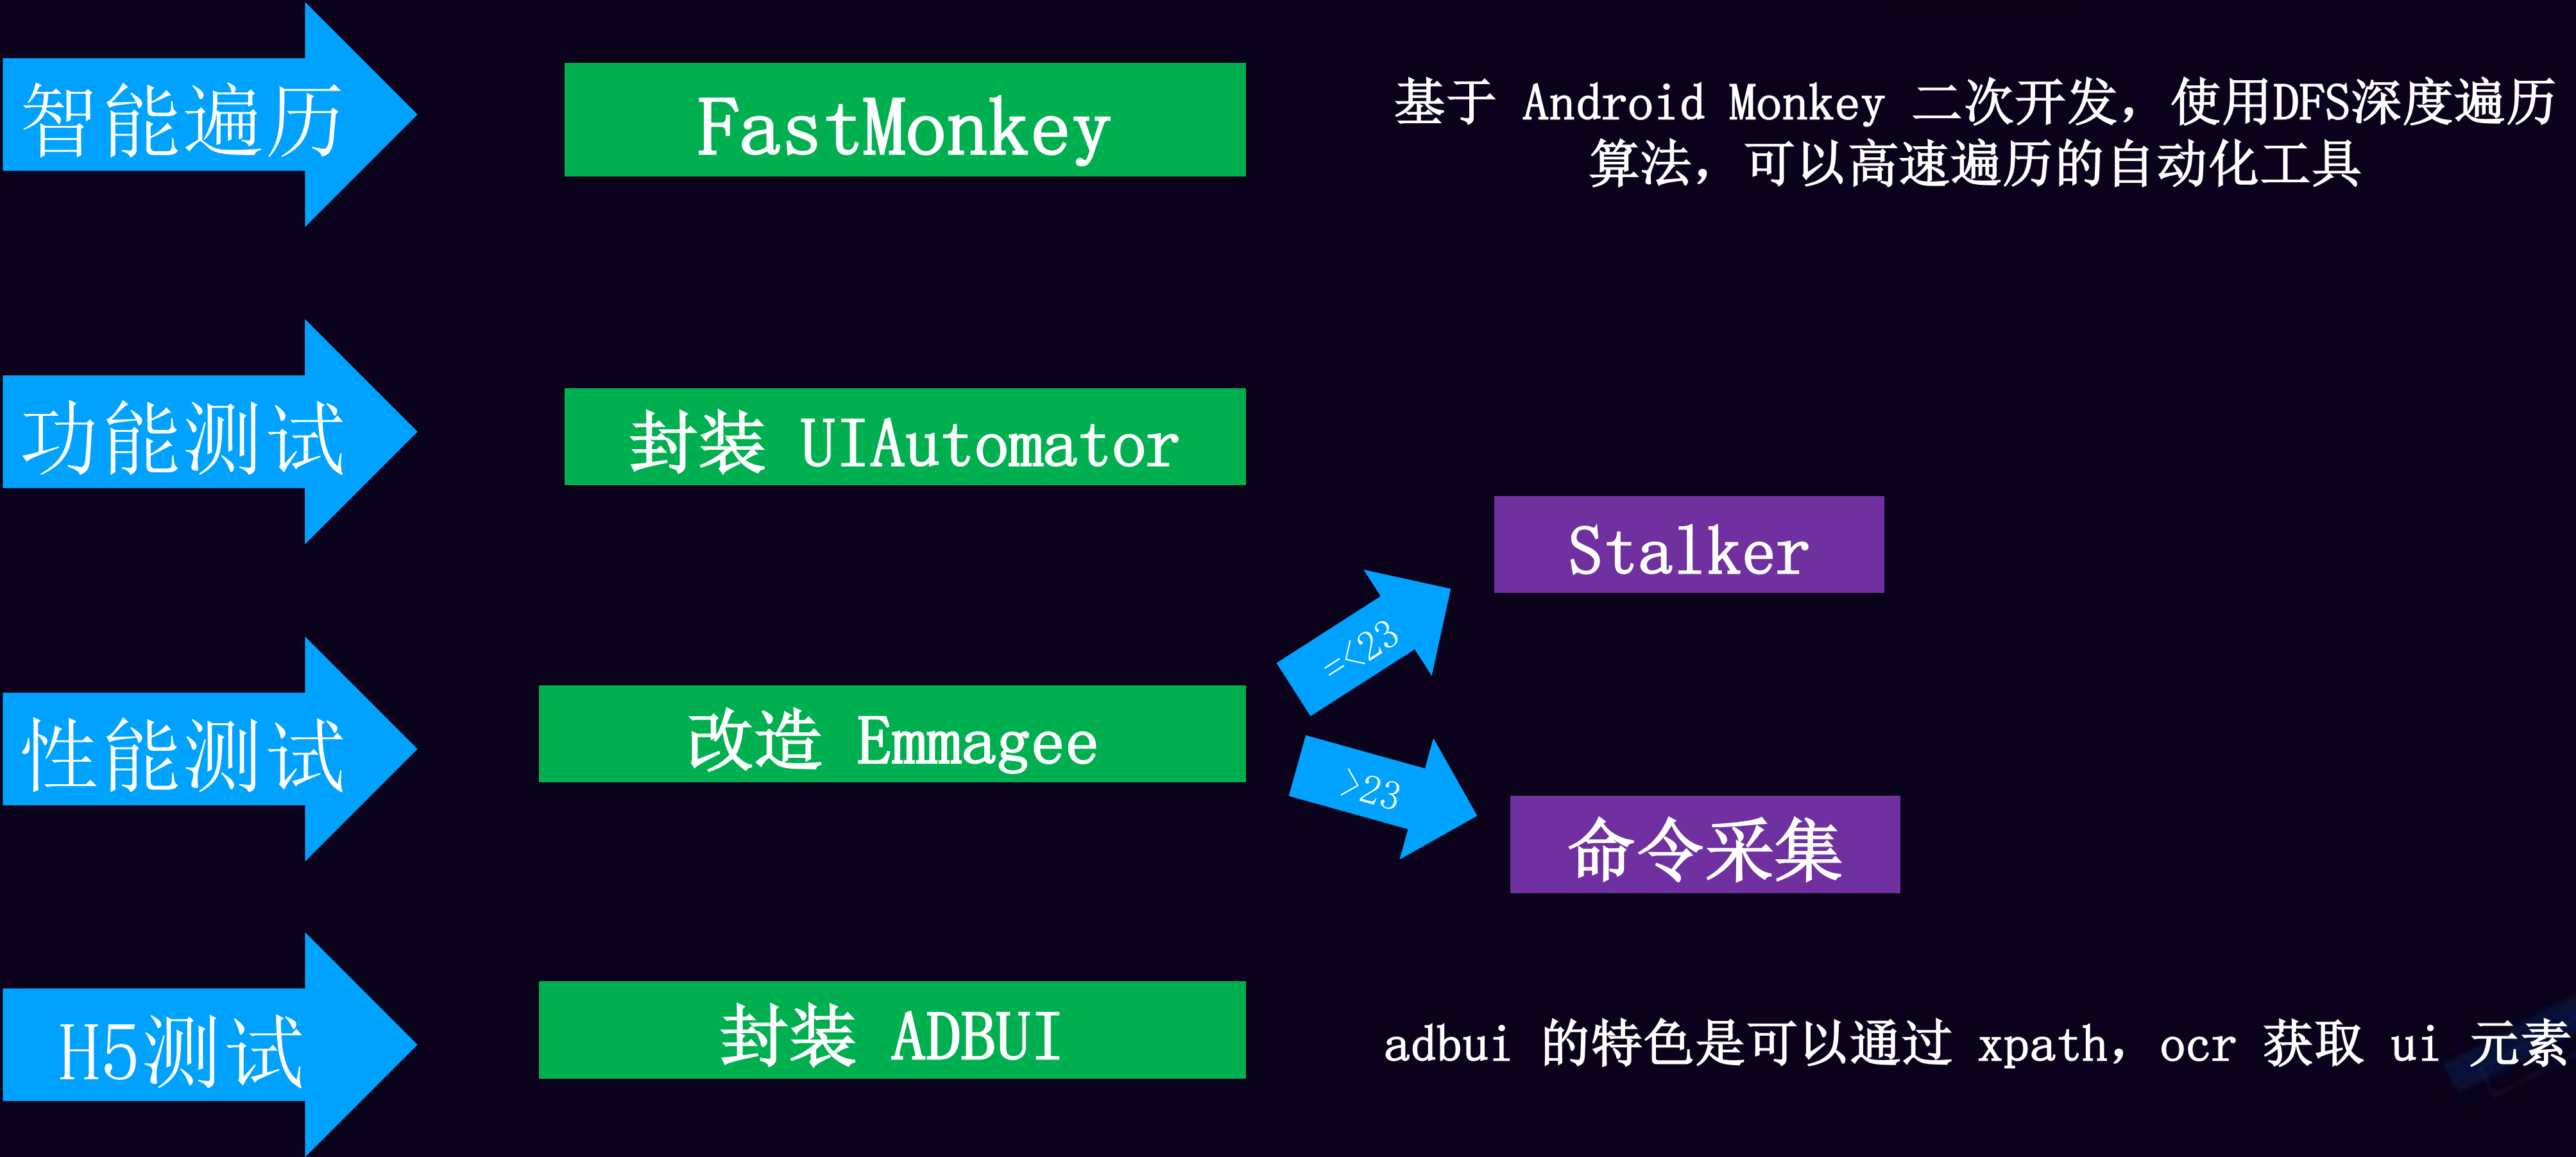 智能遍历
FastMonkey
基于 Android Monkey 二次开发，使用DFS深度遍历
算法，可以高速遍历的自动化工具
功能测试
封装 UIAutomator
性能测试
改造 Emmagee
=<23
Stalker
>23
命令采集
H5测试
封装 ADBUI
adbui 的特色是可以通过 xpath，ocr 获取 ui 元素